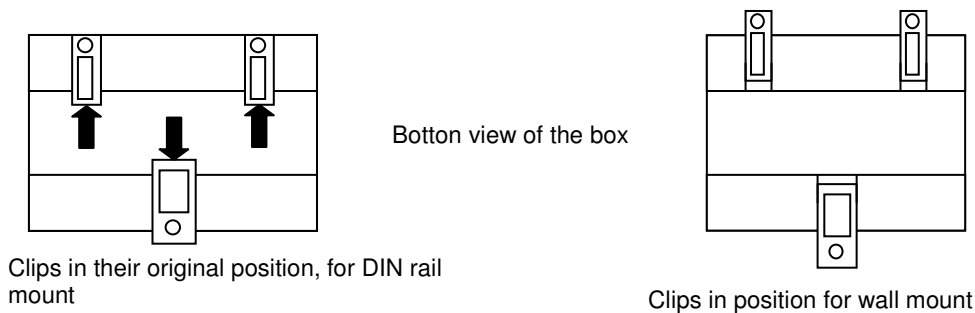 Botton view of the box
Clips in their original position, for DIN rail
mount
Clips in position for wall mount